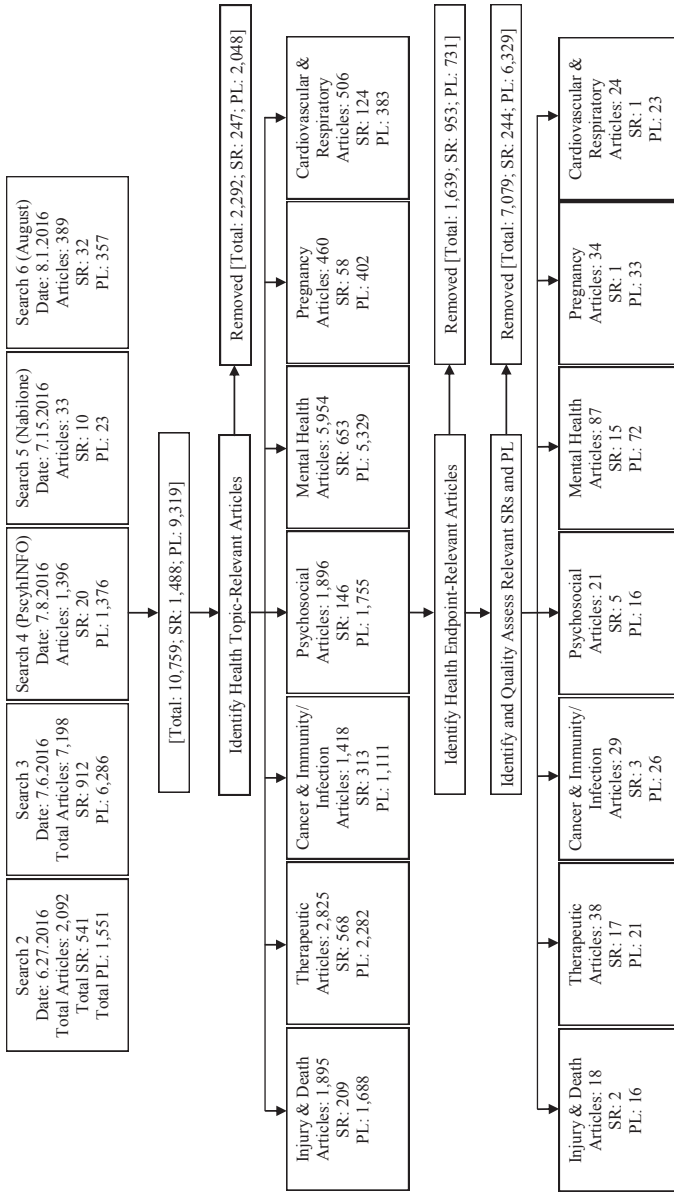 Search 2
Date: 6.27.2016
Total Articles: 2,092
Total SR: 541
Total PL: 1,551
Search 3
Date: 7.6.2016
Total Articles: 7,198
SR: 912
PL: 6,286
Search 4 (PscyhINFO)
Date: 7.8.2016
Articles: 1,396
SR: 20
PL: 1,376
Search 5 (Nabilone)
Date: 7.15.2016
Articles: 33
SR: 10
PL: 23
Search 6 (August)
Date: 8.1.2016
Articles: 389
SR: 32
PL: 357
[Total: 10,759; SR: 1,488; PL: 9,319]
Identify Health Topic-Relevant Articles
Removed [Total: 2,292; SR: 247; PL: 2,048]
Injury & Death
Articles: 1,895
SR: 209
PL: 1,688
Therapeutic
Articles: 2,825
SR: 568
PL: 2,282
Cancer & Immunity/
Infection
Articles: 1,418
SR: 313
PL: 1,111
Psychosocial
Articles: 1,896
SR: 146
PL: 1,755
Mental Health
Articles: 5,954
SR: 653
PL: 5,329
Pregnancy
Articles: 460
SR: 58
PL: 402
Cardiovascular &
Respiratory
Articles: 506
SR: 124
PL: 383
Identify Health Endpoint-Relevant Articles
Removed [Total: 1,639; SR: 953; PL: 731]
Identify and Quality Assess Relevant SRs and PL
Removed [Total: 7,079; SR: 244; PL: 6,329]
Injury & Death
Articles: 18
SR: 2
PL: 16
Therapeutic
Articles: 38
SR: 17
PL: 21
Cancer & Immunity/
Infection
Articles: 29
SR: 3
PL: 26
Psychosocial
Articles: 21
SR: 5
PL: 16
Mental Health
Articles: 87
SR: 15
PL: 72
Pregnancy
Articles: 34
SR: 1
PL: 33
Cardiovascular &
Respiratory
Articles: 24
SR: 1
PL: 23